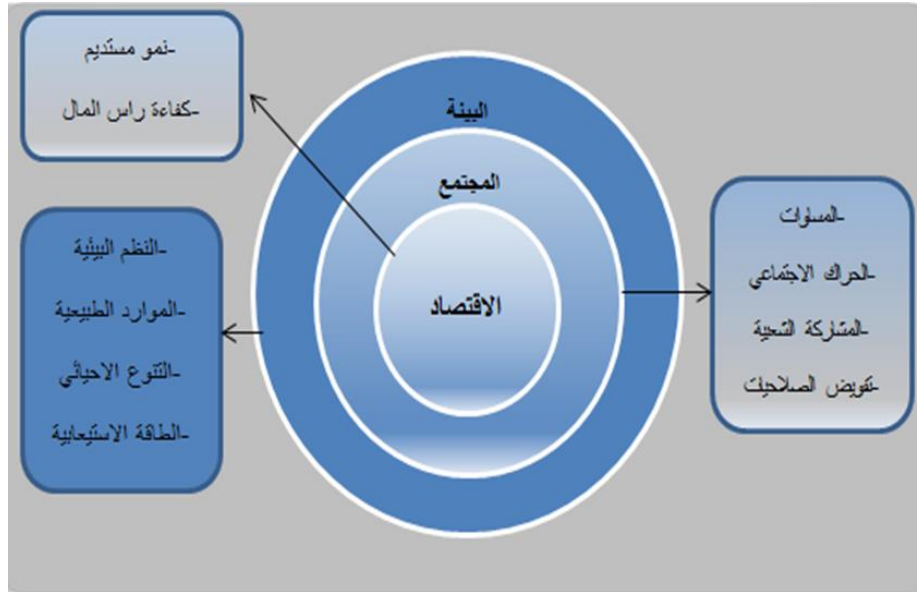 -نمو مستديم
-كفاءة راس المال
البيئة
المجتمع
الاقتصاد
-المساوات
-الحراك الاجتماعي
-المشاركة الشعبية
-تفويض الصلاحيات
-النظم البيئية
-الموارد الطبيعية
-التنوع الاحيائي
-الطاقة الاستيعابية